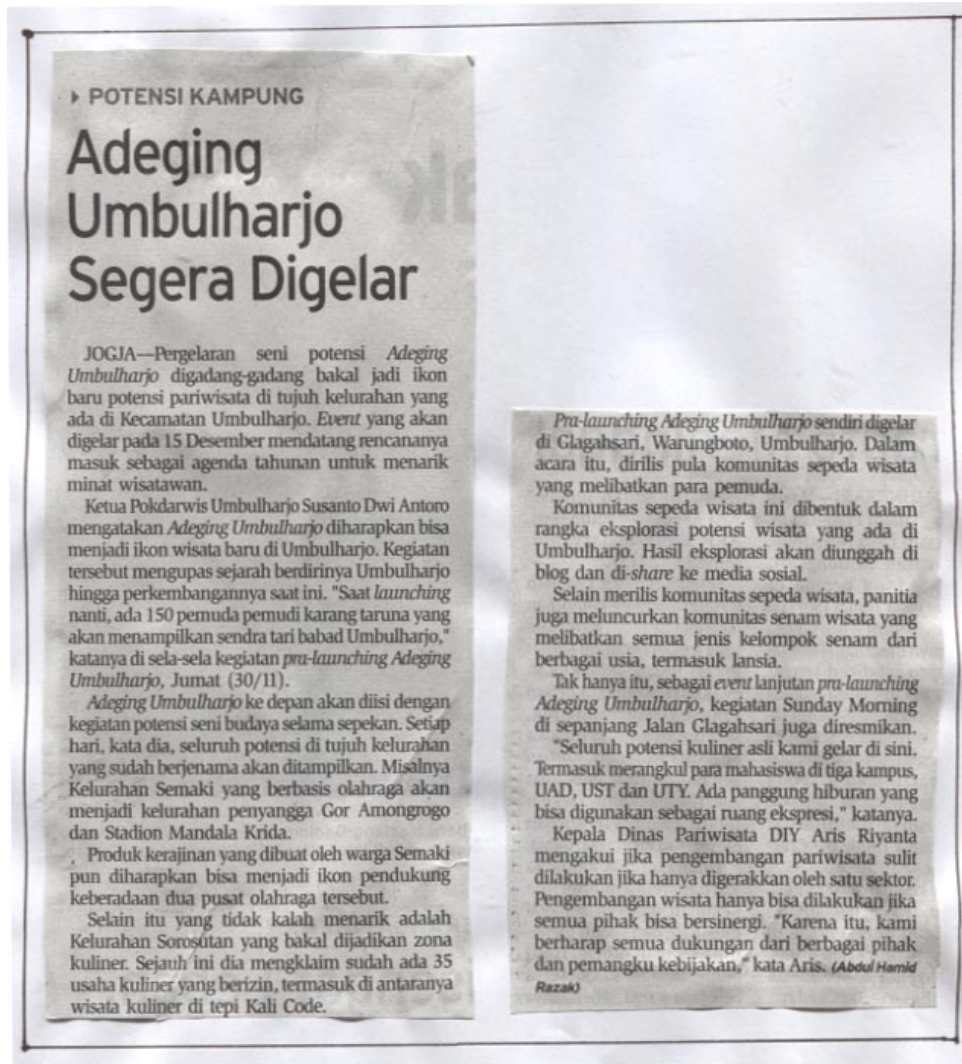 POTENSI KAMPUNG
Adeging
Umbulharjo
Segera Digelar
JOGJA—Pergelaran seni potensi Adeging
Umbulharjo digadang-gadang bakal jadi ikon
baru potensi pariwisata di tujuh kelurahan yang
ada di Kecamatan Umbulharjo. Event yang akan
digelar pada 15 Desember mendatang rencananya
masuk sebagai agenda tahunan untuk menarik
minat wisatawan.
Ketua Pokdarwis Umbulharjo Susanto Dwi Antoro
mengatakan Adeging Umbulharjo diharapkan bisa
menjadi ikon wisata baru di Umbulharjo. Kegiatan
tersebut mengupas sejarah berdirinya Umbulharjo
hingga perkembangannya saat ini. "Saat launching
nanti, ada 150 pemuda pemudi karang taruna yang
akan menampilkan sendra tari babad Umbulharjo,"
katanya di sela-sela kegiatan pra-launching Adeging
Umbulharjo, Jumat (30/11).
Adeging Umbulharjo ke depan akan diisi dengan
kegiatan potensi seni budaya selama sepekan. Setiap
hari, kata dia, seluruh potensi di tujuh kelurahan
yang sudah berjenama akan ditampilkan. Misalnya
Kelurahan Semaki yang berbasis olahraga akan
menjadi kelurahan penyangga Gor Amongrogo
dan Stadion Mandala Krida.
Produk kerajinan yang dibuat oleh warga Semaki
pun diharapkan bisa menjadi ikon pendukung
keberadaan dua pusat olahraga tersebut.
Selain itu yang tidak kalah menarik adalah
Kelurahan Sorosutan yang bakal dijadikan zona
kuliner. Sejauh ini dia mengklaim sudah ada 35
usaha kuliner yang berizin, termasuk di antaranya
wisata kuliner di tepi Kali Code.
Pra-launching Adeging Umbulharjo sendiri digelar
di Glagahsari, Warungboto, Umbulharjo. Dalam
acara itu, dirilis pula komunitas sepeda wisata
yang melibatkan para pemuda.
Komunitas sepeda wisata ini dibentuk dalam
rangka eksplorasi potensi wisata yang ada di
Umbulharjo. Hasil eksplorasi akan diunggah di
blog dan di-share ke media sosial.
Selain merilis komunitas sepeda wisata, panitia
juga meluncurkan komunitas senam wisata yang
melibatkan semua jenis kelompok senam dari
berbagai usia, termasuk lansia.
Tak hanya itu, sebagai event lanjutan pra-launching
Adeging Umbulharjo, kegiatan Sunday Morning
di sepanjang Jalan Glagahsari juga diresmikan.
"Seluruh potensi kuliner asli kami gelar di sini.
Termasuk merangkul para mahasiswa di tiga kampus,
UAD, UST dan UTY. Ada panggung hiburan yang
bisa digunakan sebagai ruang ekspresi," katanya.
Kepala Dinas Pariwisata DIY Aris Riyanta
mengakui jika pengembangan pariwisata sulit
dilakukan jika hanya digerakkan oleh satu sektor.
Pengembangan wisata hanya bisa dilakukan jika
semua pihak bisa bersinergi. "Karena itu, kami
berharap semua dukungan dari berbagai pihak
dan pemangku kebijakan," kata Aris. (Abdul Hamid
Razak)